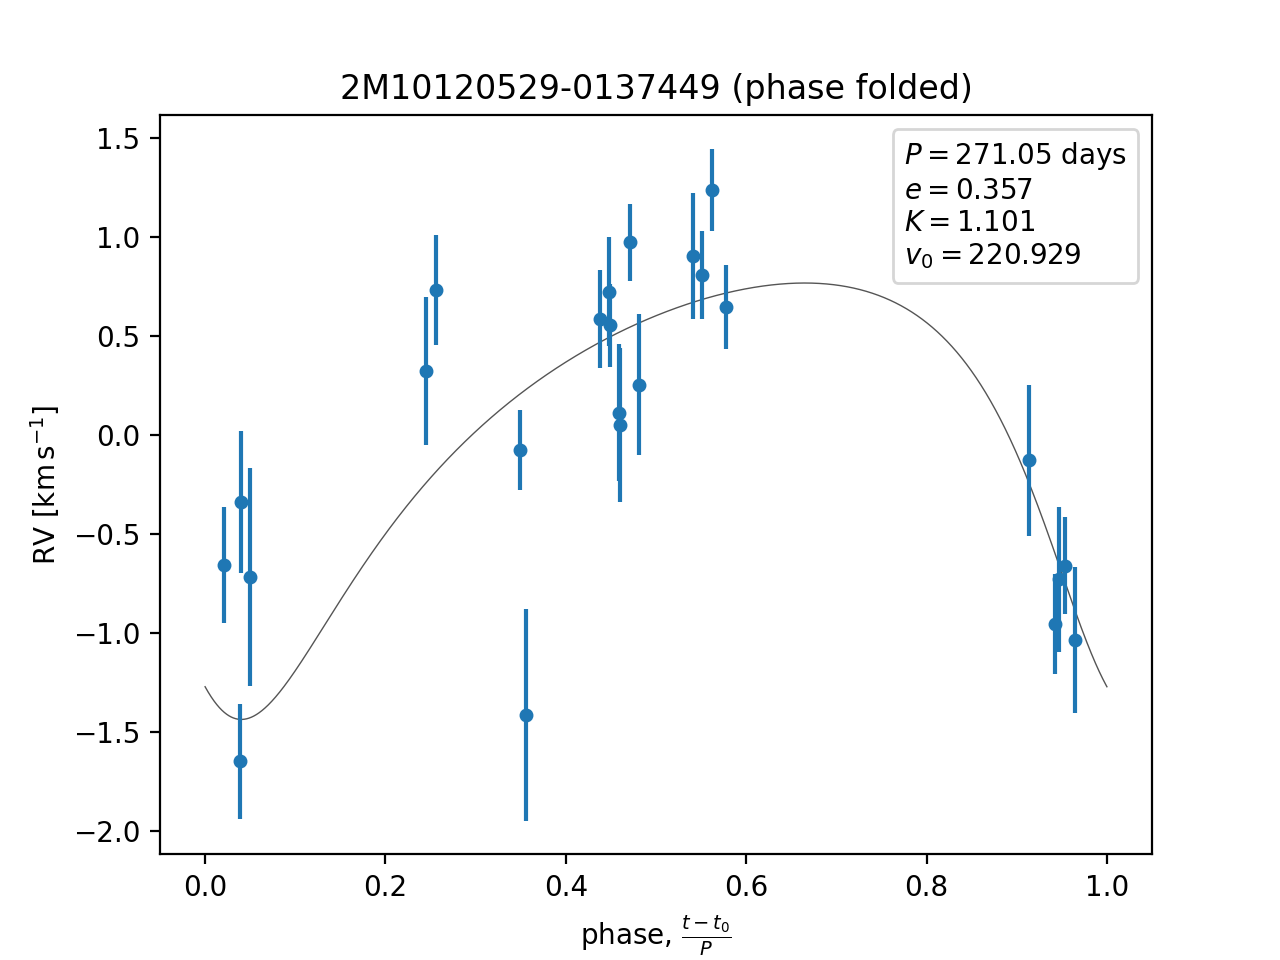 2M10120529-0137449 (phase folded)
P = 271.05 days
e = 0.357
K = 1.101
v₀ = 220.929
RV [km s⁻¹]
1.5
1.0
0.5
0.0
−0.5
−1.0
−1.5
−2.0
0.0 0.2 0.4 0.6 0.8 1.0
phase, (t − t₀)/P